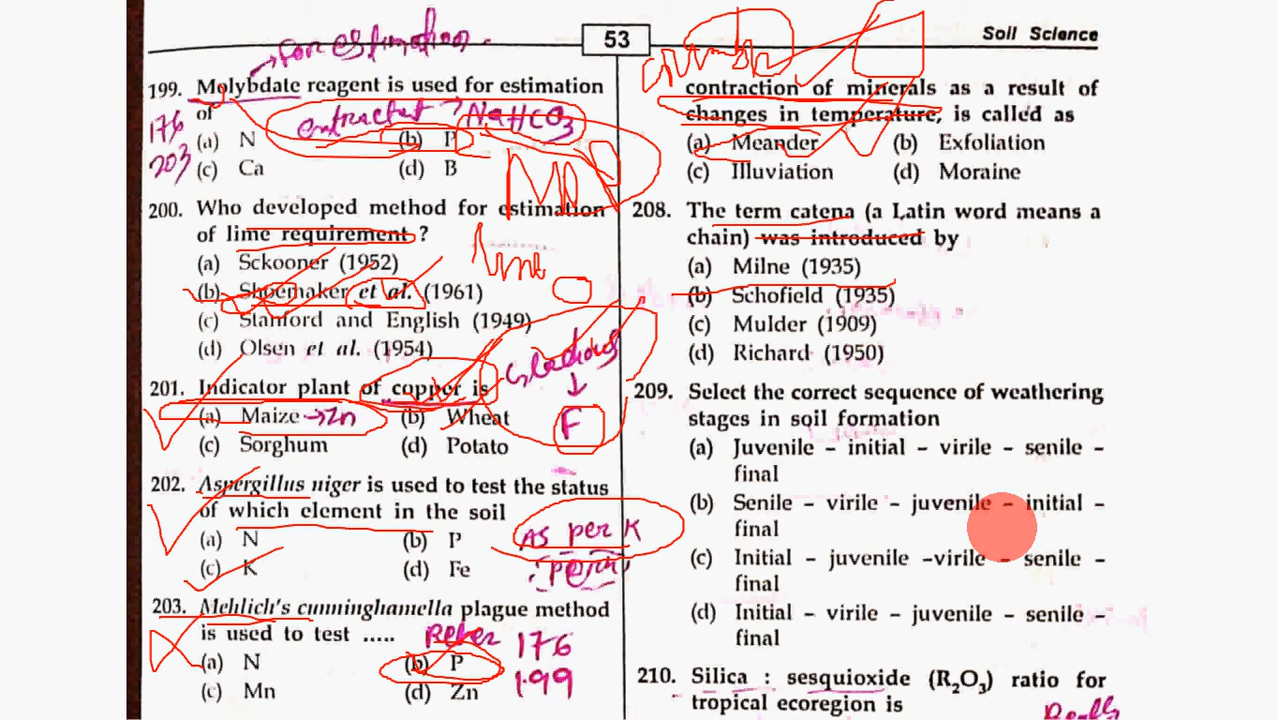 53
Soil Science
→ For estimation.
199. Molybdate reagent is used for estimation
of
176
203
extractant → NaHCO3
(a) N (b) P
(c) Ca (d) B
200. Who developed method for estimation
of lime requirement ?
(a) Sckooner (1952)
(b) Shoemaker et al. (1961)
(c) Stanford and English (1949)
(d) Olsen et al. (1954)
201. Indicator plant of copper is
(a) Maize → Zn (b) Wheat
(c) Sorghum (d) Potato
↓
F
202. Aspergillus niger is used to test the status
of which element in the soil
(a) N (b) P
(c) K (d) Fe
As per K
203. Mehlich's cunninghamella plague method
is used to test .....
Refer 176
199
(a) N (b) P
(c) Mn (d) Zn
contraction of minerals as a result of
changes in temperature, is called as
(a) Meander (b) Exfoliation
(c) Illuviation (d) Moraine
208. The term catena (a Latin word means a
chain) was introduced by
(a) Milne (1935)
(b) Schofield (1935)
(c) Mulder (1909)
(d) Richard (1950)
209. Select the correct sequence of weathering
stages in soil formation
(a) Juvenile – initial – virile – senile –
final
(b) Senile – virile – juvenile – initial –
final
(c) Initial – juvenile –virile – senile –
final
(d) Initial – virile – juvenile – senile –
final
210. Silica : sesquioxide (R2O3) ratio for
tropical ecoregion is